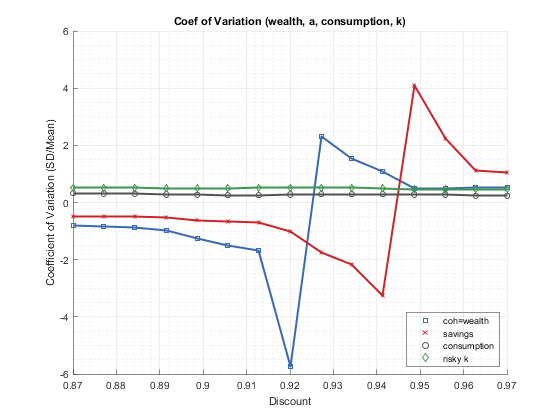 Coef of Variation (wealth, a, consumption, k)
6
4
2
0
-2
-4
-6
Coefficient of Variation (SD/Mean)
0.87 0.88 0.89 0.9 0.91 0.92 0.93 0.94 0.95 0.96 0.97
Discount
coh=wealth
savings
consumption
risky k